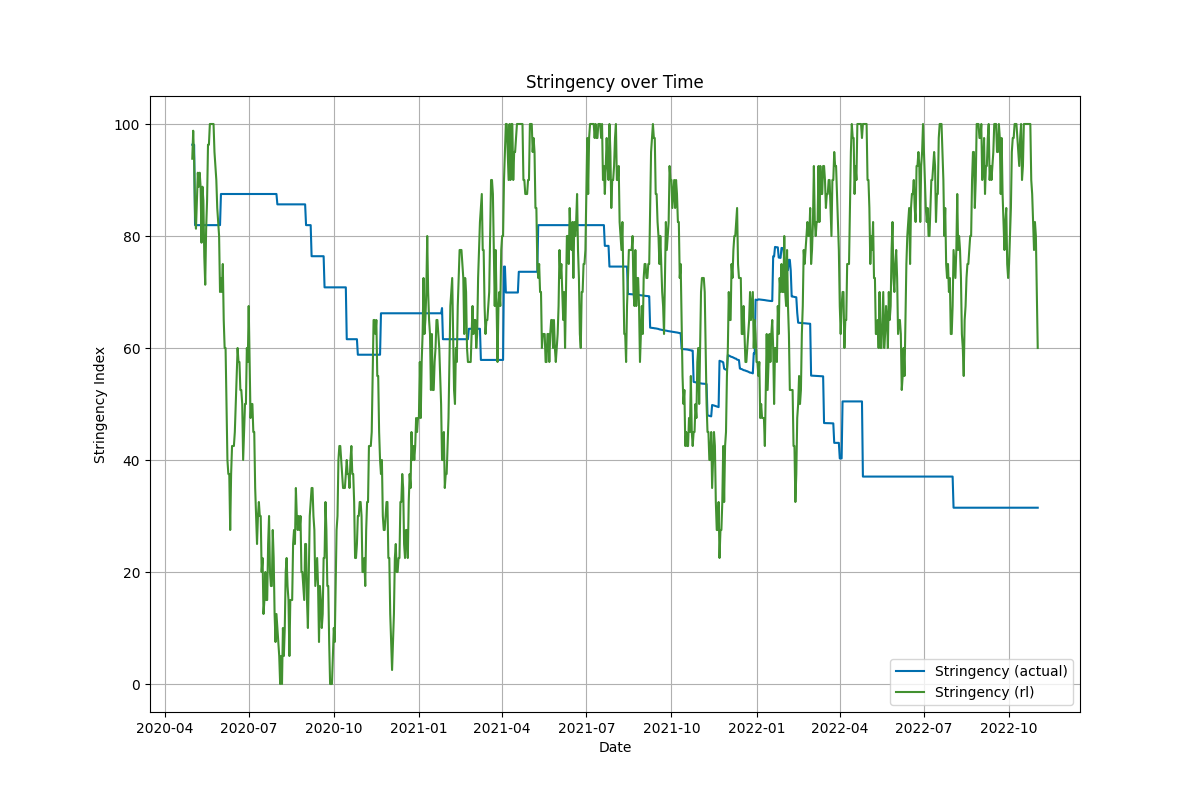 Stringency over Time
Stringency Index
100
80
60
40
20
0
2020-04 2020-07 2020-10 2021-01 2021-04 2021-07 2021-10 2022-01 2022-04 2022-07 2022-10
Date
Stringency (actual)
Stringency (rl)